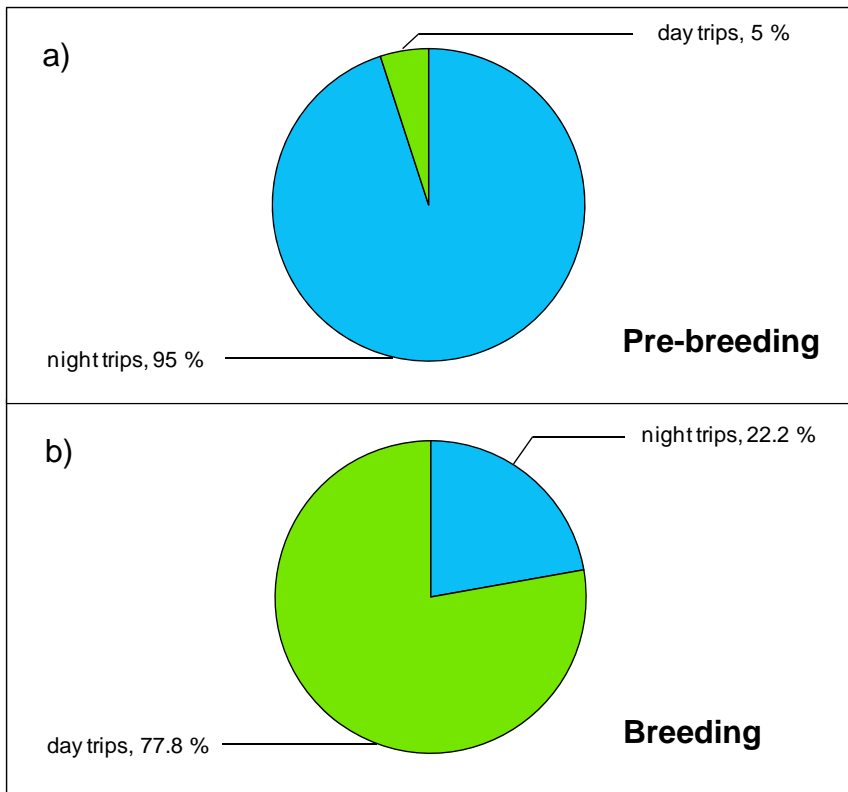 a)
day trips, 5 %
night trips, 95 %
Pre-breeding
b)
night trips, 22.2 %
day trips, 77.8 %
Breeding